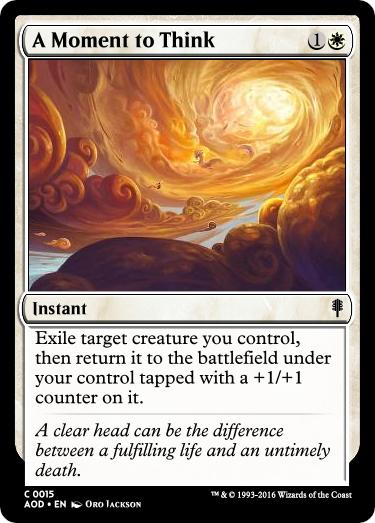 A Moment to Think 1
Instant
Exile target creature you control,
then return it to the battlefield under
your control tapped with a +1/+1
counter on it.
A clear head can be the difference
between a fulfilling life and an untimely
death.
C 0015
AOD • EN Oro Jackson
™ & © 1993-2016 Wizards of the Coast